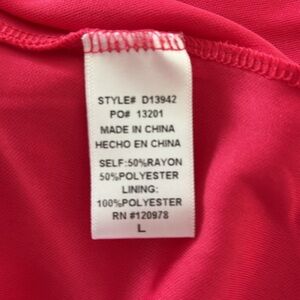 STYLE# D13942
PO# 13201
MADE IN CHINA
HECHO EN CHINA
SELF:50%RAYON
50%POLYESTER
LINING:
100%POLYESTER
RN #120978
L